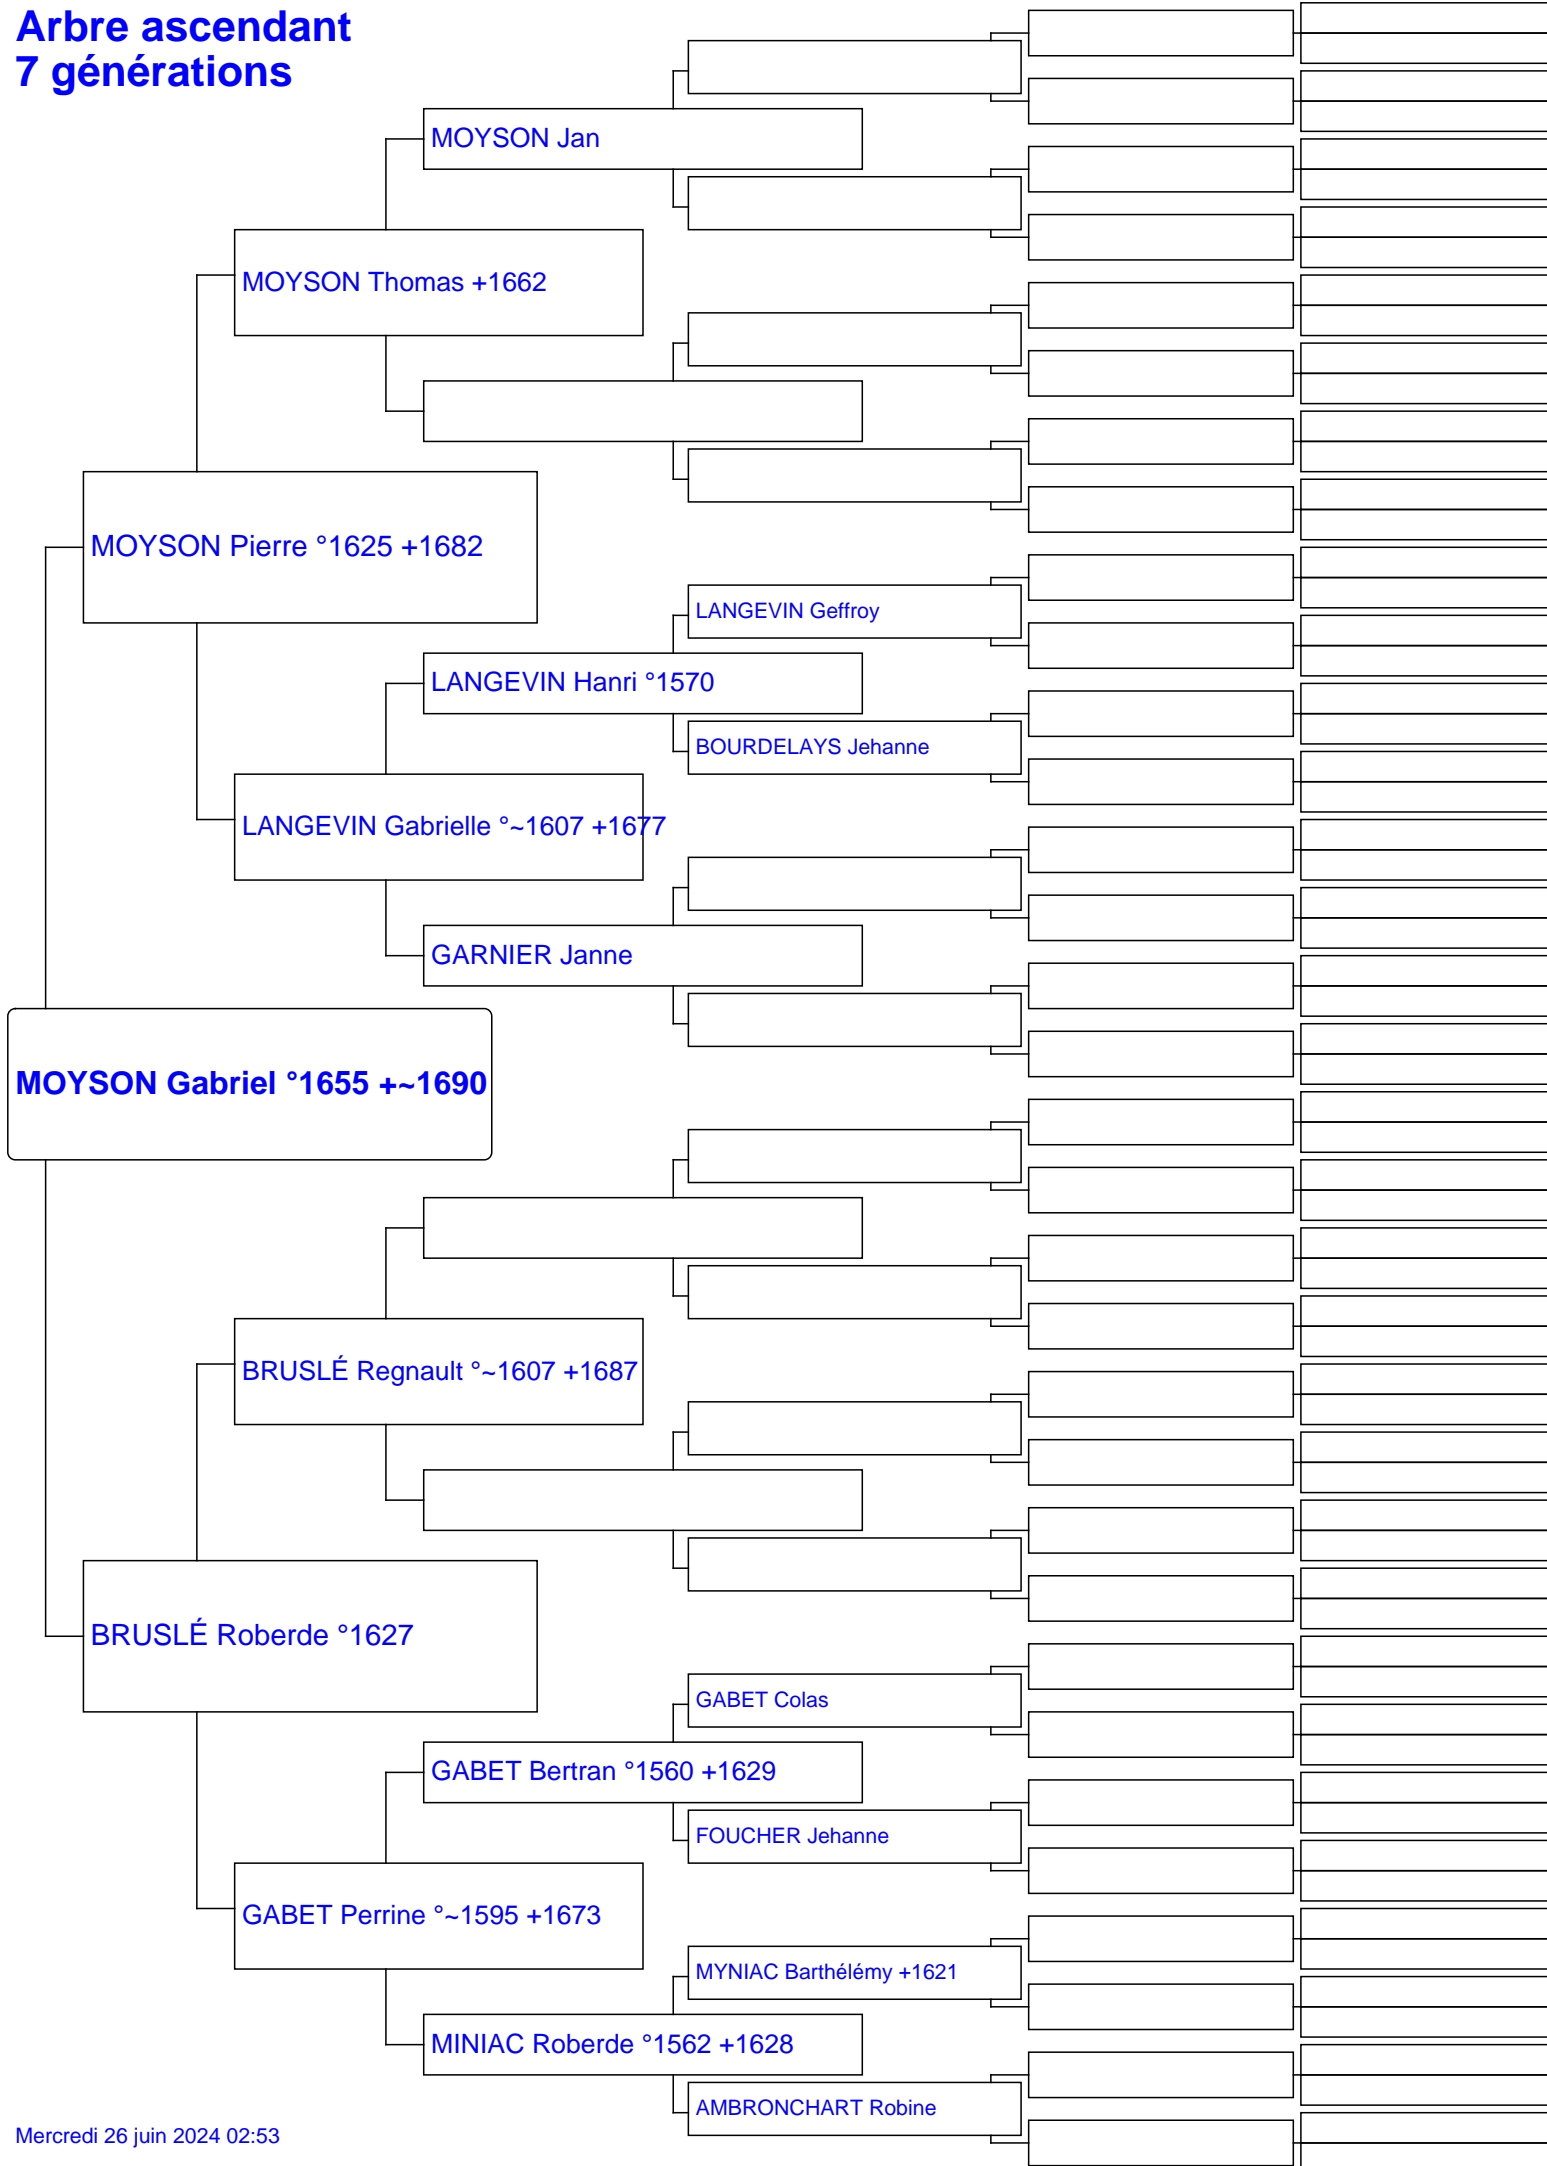 Arbre ascendant
7 générations
MOYSON Jan
MOYSON Thomas +1662
MOYSON Pierre °1625 +1682
LANGEVIN Geffroy
LANGEVIN Hanri °1570
BOURDELAYS Jehanne
LANGEVIN Gabrielle °~1607 +1677
GARNIER Janne
MOYSON Gabriel °1655 +~1690
BRUSLÉ Regnault °~1607 +1687
BRUSLÉ Roberde °1627
GABET Colas
GABET Bertran °1560 +1629
FOUCHER Jehanne
GABET Perrine °~1595 +1673
MYNIAC Barthélémy +1621
MINIAC Roberde °1562 +1628
AMBRONCHART Robine
Mercredi 26 juin 2024 02:53